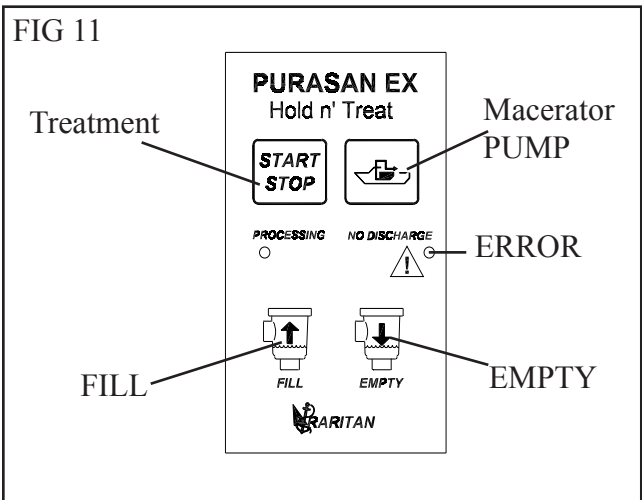 FIG 11
PURASAN EX
Hold n' Treat
Treatment
Macerator
PUMP
START
STOP
PROCESSING
NO DISCHARGE
!
ERROR
FILL
EMPTY
FILL
EMPTY
RARITAN